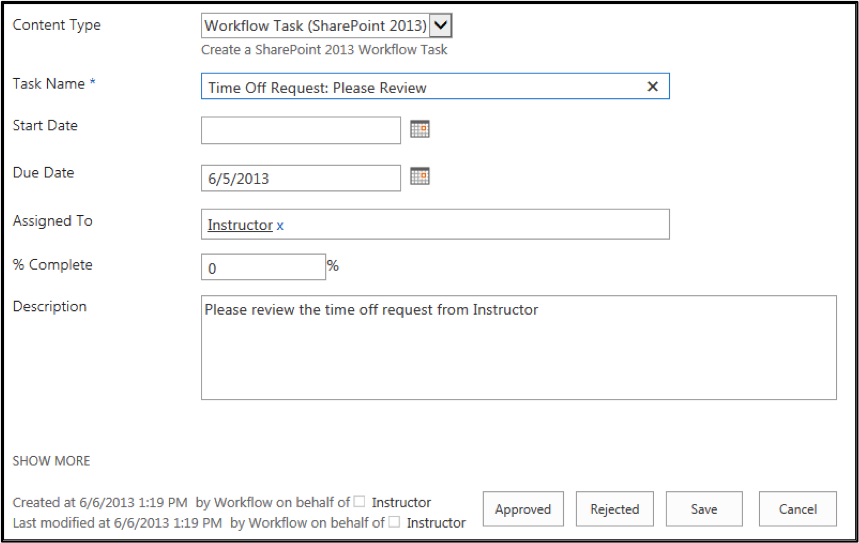 Content Type Workflow Task (SharePoint 2013)
Create a SharePoint 2013 Workflow Task
Task Name * Time Off Request: Please Review x
Start Date
Due Date 6/5/2013
Assigned To Instructor x
% Complete 0 %
Description Please review the time off request from Instructor
SHOW MORE
Created at 6/6/2013 1:19 PM by Workflow on behalf of Instructor
Last modified at 6/6/2013 1:19 PM by Workflow on behalf of Instructor
Approved Rejected Save Cancel